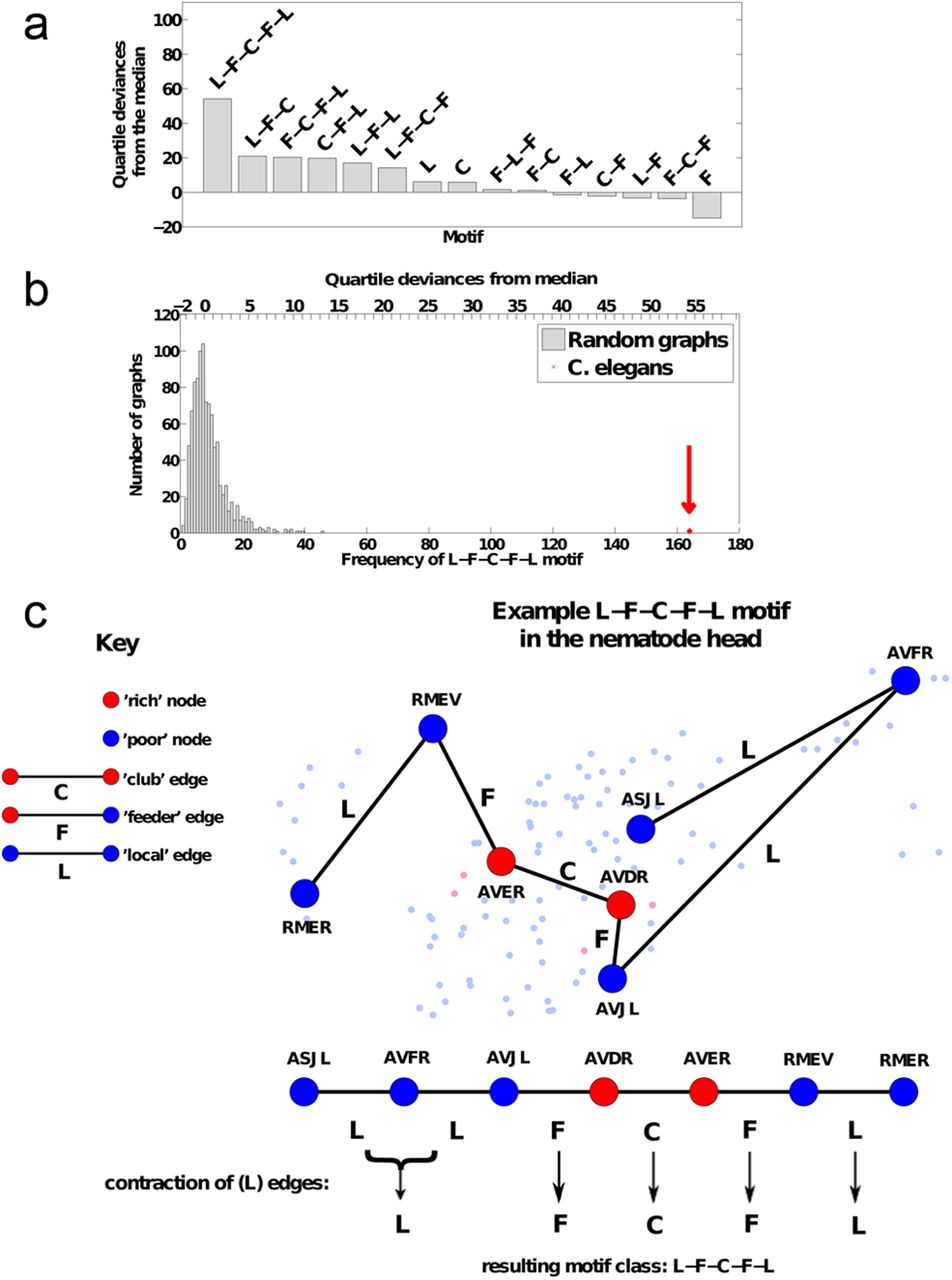 a
Quartile deviances
from the median
100
80
60
40
20
0
−20
L−F−C−F−L
L−F−C
F−C−F−L
C−F−L
L−F−L
L−F−C−F
L
C
F−L−F
F−C
F−L
C−F
L−F
F−C−F
F
Motif
b
Quartile deviances from median
−2 0 5 10 15 20 25 30 35 40 45 50 55
Number of graphs
120
100
80
60
40
20
0
Random graphs
C. elegans
0 20 40 60 80 100 120 140 160 180
Frequency of L−F−C−F−L motif
c
Example L−F−C−F−L motif
in the nematode head
Key
'rich' node
'poor' node
'club' edge
C
'feeder' edge
F
'local' edge
L
AVFR
RMEV
L
L
F
ASJL
L
C
AVDR
AVER
RMER
F
AVJL
ASJL AVFR AVJL AVDR AVER RMEV RMER
L L F C F L
contraction of (L) edges:
L F C F L
resulting motif class: L−F−C−F−L